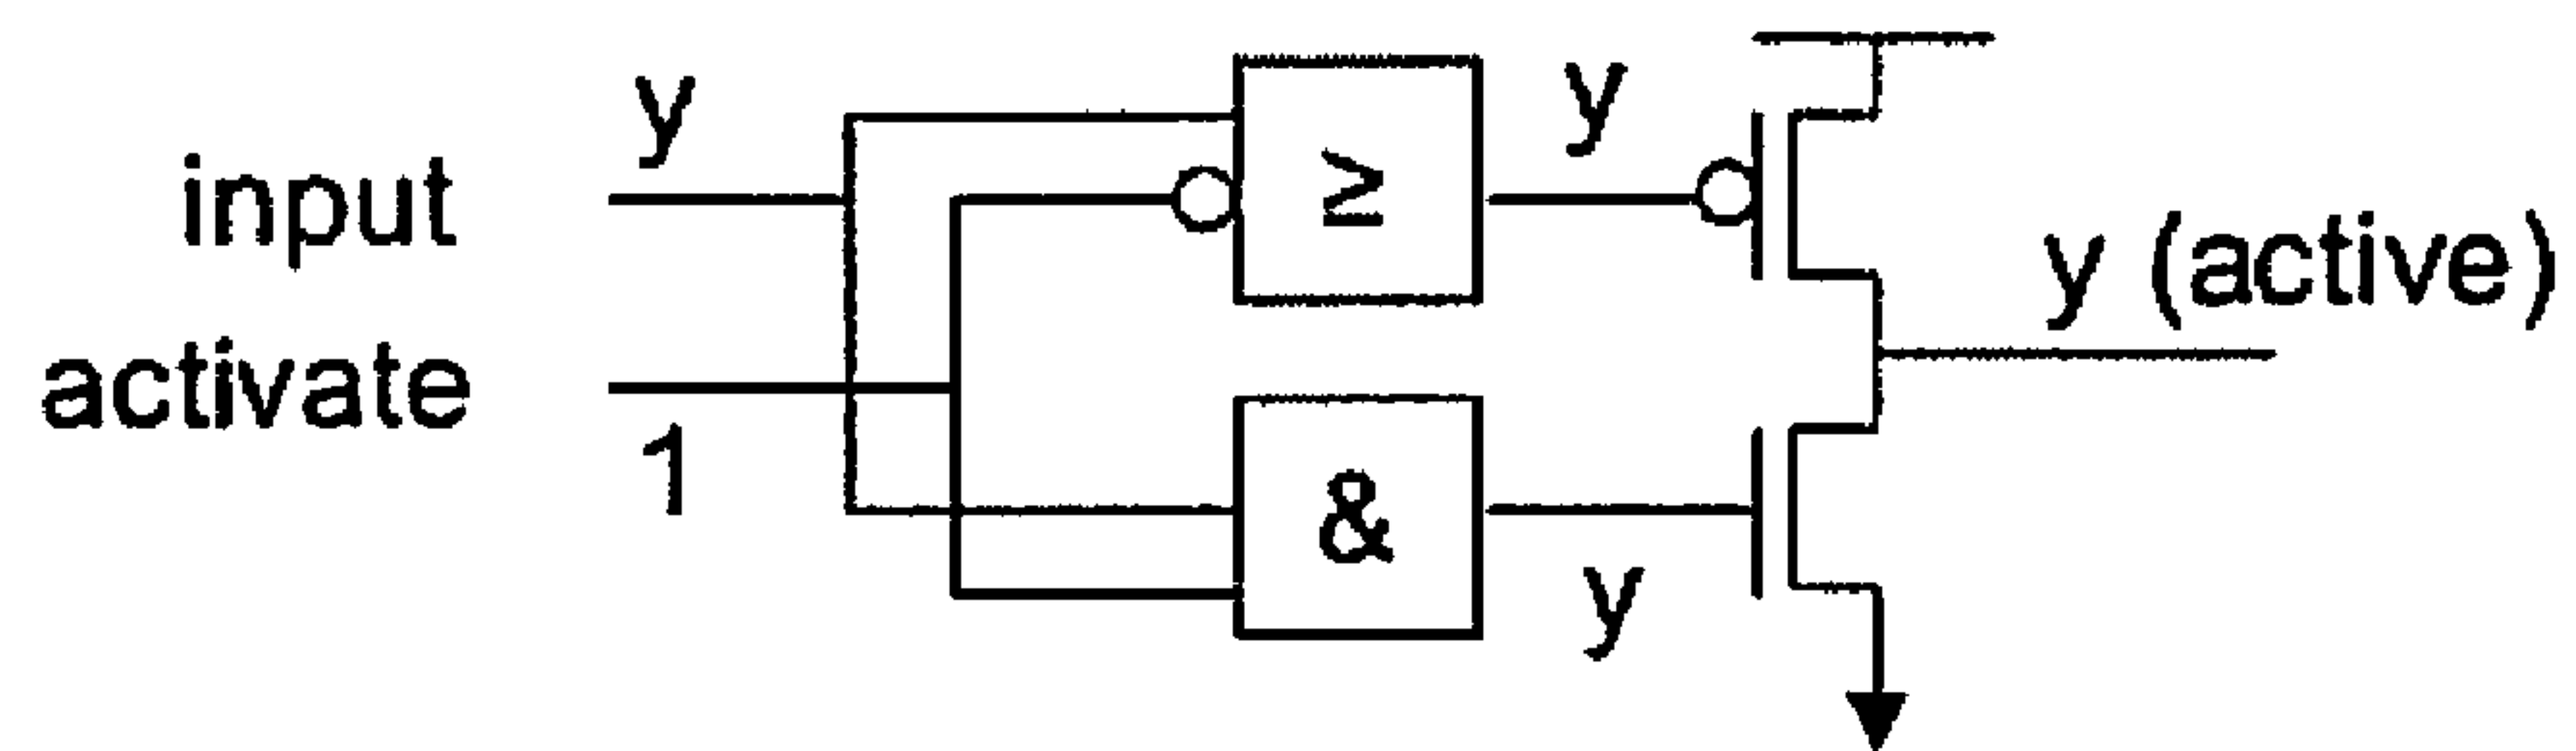 y
input
activate
1
≥
&
y
y
y (active)